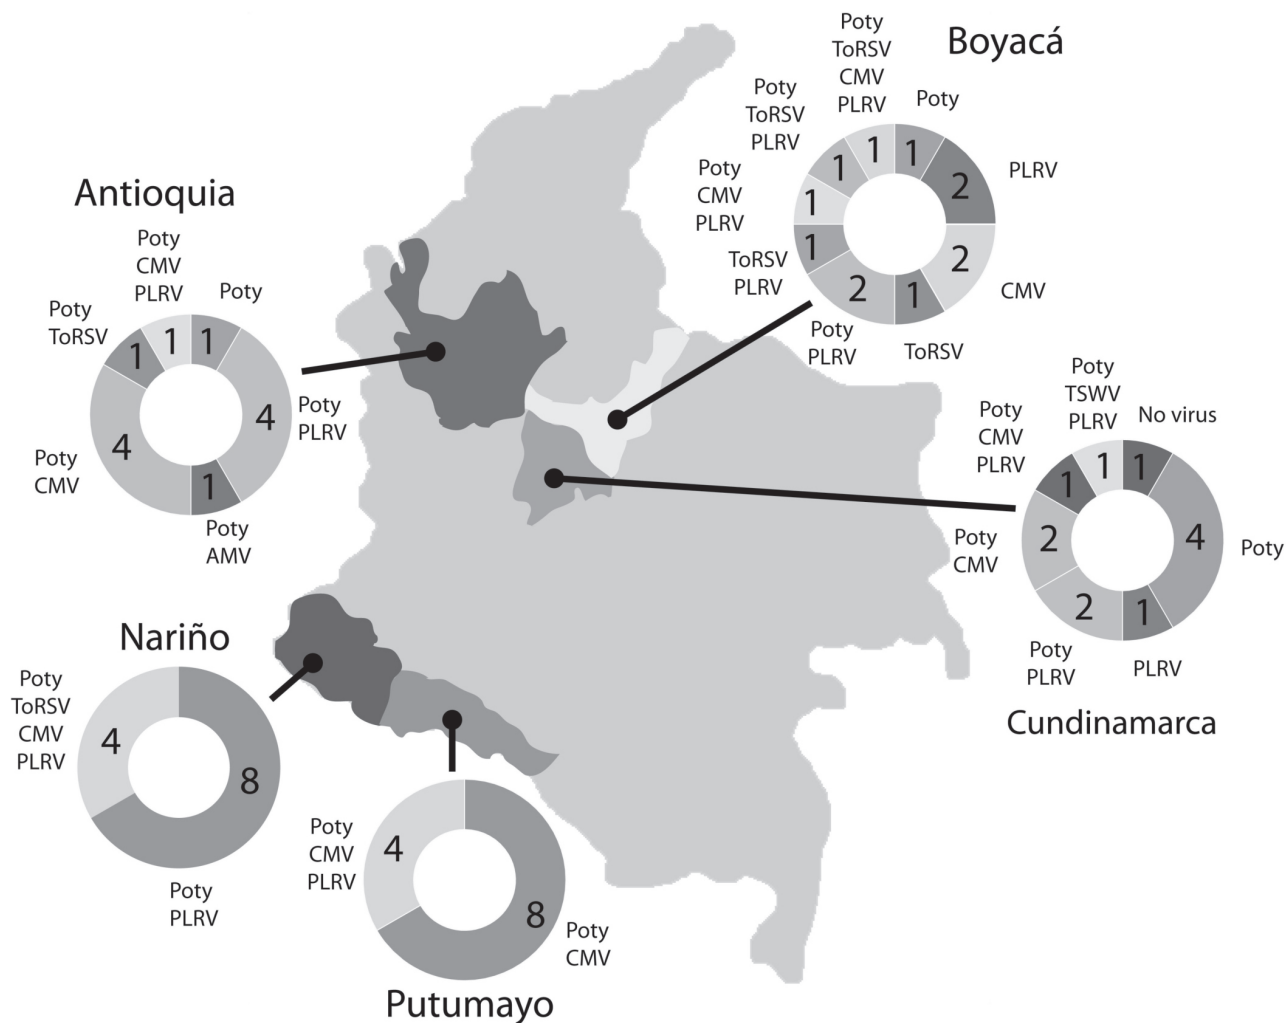 Boyacá
Poty
ToRSV
CMV
PLRV
Poty
PLRV
CMV
ToRSV
Poty
PLRV
ToRSV
PLRV
Poty
CMV
PLRV
Poty
ToRSV
PLRV
1
1
2
2
1
2
1
1
1
Antioquia
Poty
CMV
PLRV
Poty
Poty
PLRV
Poty
AMV
Poty
CMV
Poty
ToRSV
1
1
4
1
4
1
Poty
TSWV
PLRV
No virus
Poty
PLRV
Poty
PLRV
Poty
CMV
Poty
CMV
PLRV
1
1
4
1
2
2
1
Cundinamarca
Nariño
Poty
ToRSV
CMV
PLRV
4
8
Poty
PLRV
Poty
CMV
PLRV
4
8
Poty
CMV
Putumayo